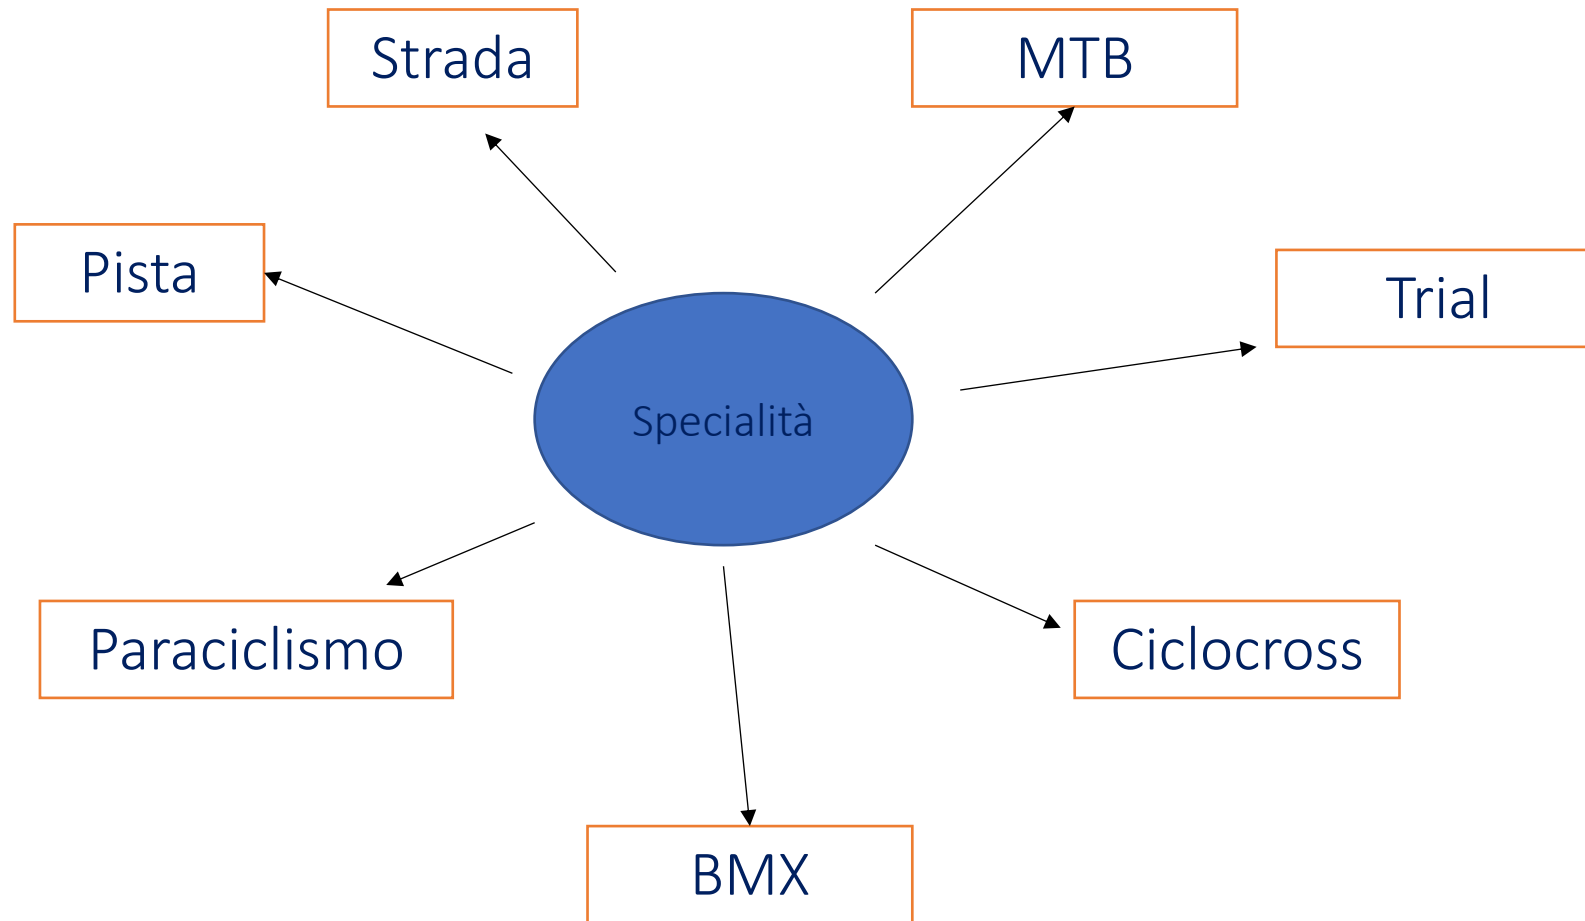 Strada
MTB
Pista
Trial
Specialità
Paraciclismo
Ciclocross
BMX